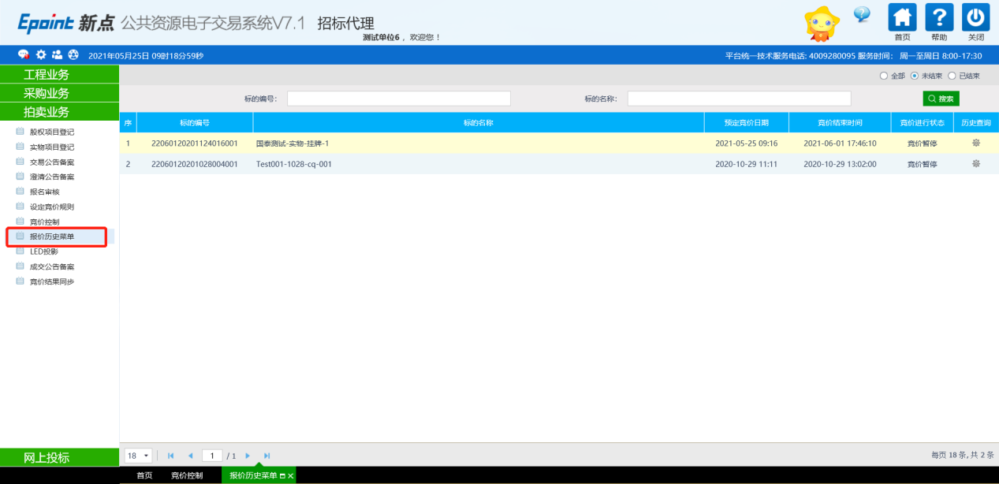 Epoint 新点 公共资源电子交易系统V7.1 招标代理
测试单位6 ，欢迎您！
首页 帮助 关闭
2021年05月25日 09时18分59秒 平台统一技术服务电话: 4009280095 服务时间： 周一至周日 8:00-17:30
工程业务
采购业务
拍卖业务
股权项目登记
实物项目登记
交易公告备案
澄清公告备案
报名审核
设定竞价规则
竞价控制
报价历史菜单
LED投影
成交公告备案
竞价结果同步
网上投标
全部 未结束 已结束
标的编号： 标的名称： 搜索
序 标的编号 标的名称 预定竞价日期 竞价结束时间 竞价进行状态 历史查询
1 22060120201124016001 国泰测试-实物-挂牌-1 2021-05-25 09:16 2021-06-01 17:46:10 竞价暂停
2 22060120201028004001 Test001-1028-cq-001 2020-10-29 11:11 2020-10-29 13:02:00 竞价暂停
18 1 / 1 每页 18 条, 共 2 条
首页 竞价控制 报价历史菜单